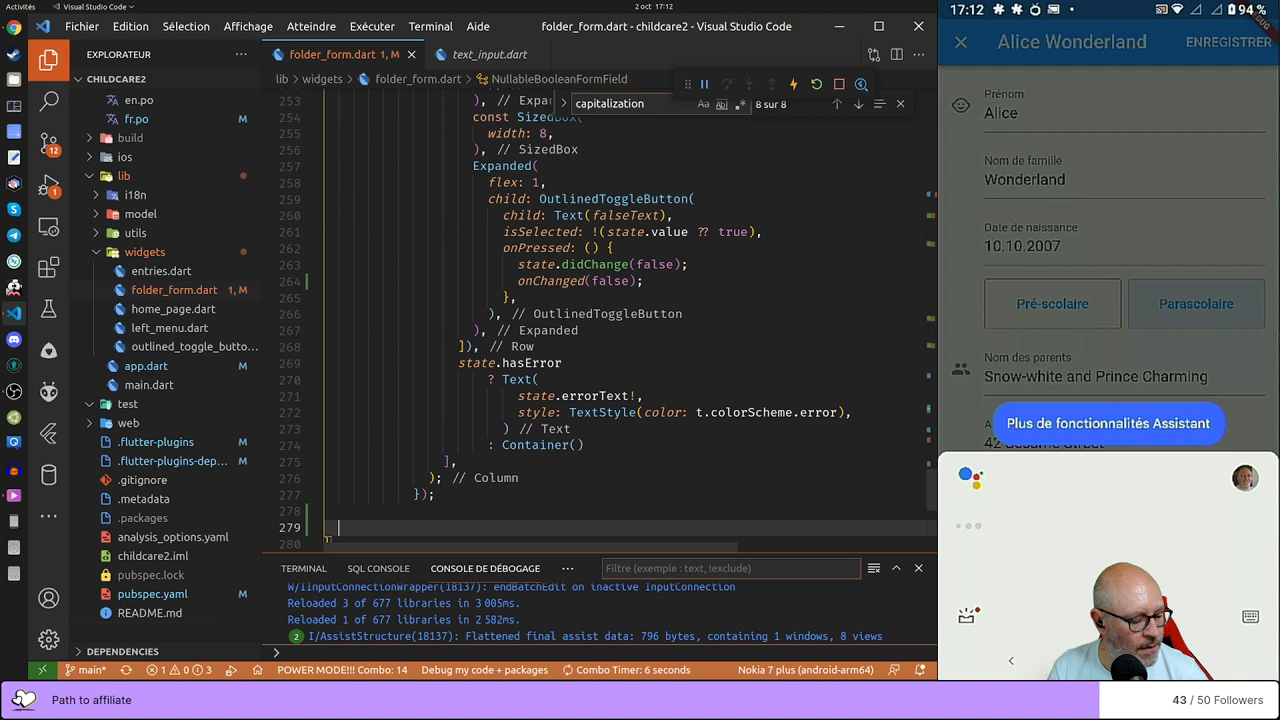 Activités
Visual Studio Code
2 oct 17:12
Fichier Edition Sélection Affichage Atteindre Exécuter Terminal Aide
folder_form.dart - childcare2 - Visual Studio Code
EXPLORATEUR
CHILDCARE2
en.po
fr.po M
build
ios
lib
i18n
model
utils
widgets
entries.dart
folder_form.dart 1, M
home_page.dart
left_menu.dart
outlined_toggle_butto...
app.dart M
main.dart
test
web
.flutter-plugins
.flutter-plugins-dep...
.gitignore
.metadata
.packages
analysis_options.yaml
childcare2.iml
pubspec.lock
pubspec.yaml M
README.md
DEPENDENCIES
12
1
folder_form.dart 1, M
text_input.dart
lib > widgets > folder_form.dart > NullableBooleanFormField
capitalization
8 sur 8
253 ), // Expan
254 const SizedBox(
255 width: 8,
256 ), // SizedBox
257 Expanded(
258 flex: 1,
259 child: OutlinedToggleButton(
260 child: Text(falseText),
261 isSelected: !(state.value ?? true),
262 onPressed: () {
263 state.didChange(false);
264 onChanged(false);
265 },
266 ), // OutlinedToggleButton
267 ), // Expanded
268 ]), // Row
269 state.hasError
270 ? Text(
271 state.errorText!,
272 style: TextStyle(color: t.colorScheme.error),
273 ) // Text
274 : Container()
275 ],
276 ); // Column
277 });
278
279
280
TERMINAL SQL CONSOLE CONSOLE DE DÉBOGAGE
Filtre (exemple : text, !exclude)
W/IInputConnectionWrapper(18137): endBatchEdit on inactive InputConnection
Reloaded 3 of 677 libraries in 3 005ms.
Reloaded 1 of 677 libraries in 2 582ms.
2 I/AssistStructure(18137): Flattened final assist data: 796 bytes, containing 1 windows, 8 views
main* 1 0 3 POWER MODE!!! Combo: 14 Debug my code + packages Combo Timer: 6 seconds Nokia 7 plus (android-arm64)
17:12
94%
Alice Wonderland
ENREGISTRER
Prénom
Alice
Nom de famille
Wonderland
Date de naissance
10.10.2007
Pré-scolaire
Parascolaire
Nom des parents
Snow-white and Prince Charming
Plus de fonctionnalités Assistant
42 Sesame Street
Path to affiliate
43 / 50 Followers